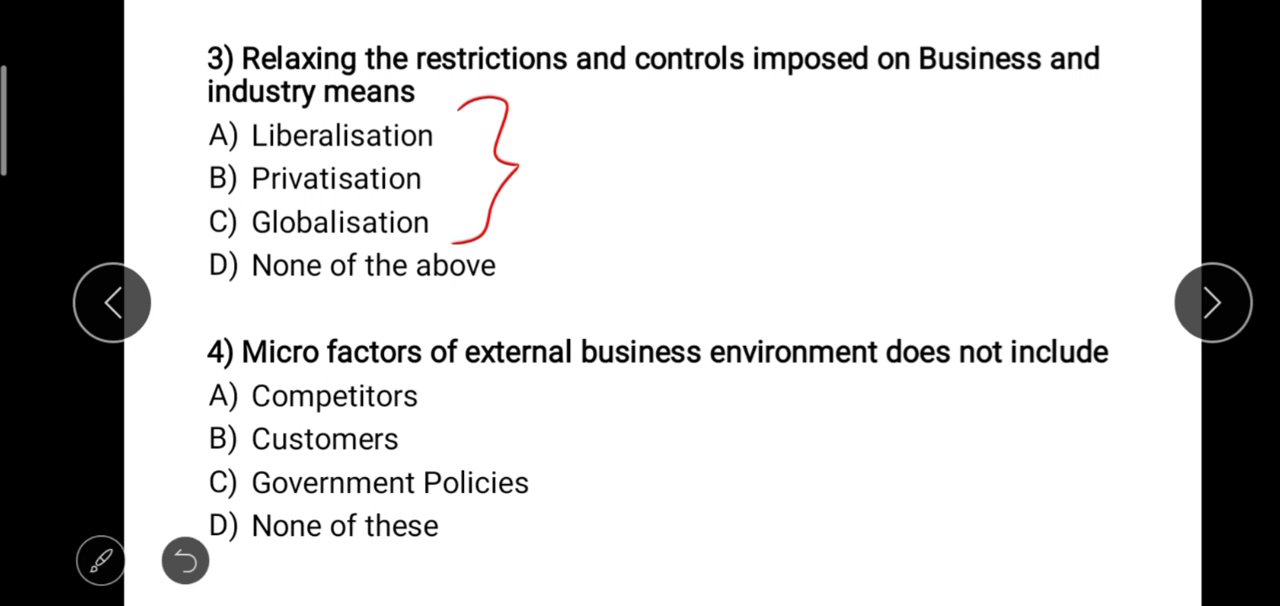 3) Relaxing the restrictions and controls imposed on Business and
industry means
A) Liberalisation
B) Privatisation
C) Globalisation
D) None of the above
4) Micro factors of external business environment does not include
A) Competitors
B) Customers
C) Government Policies
D) None of these